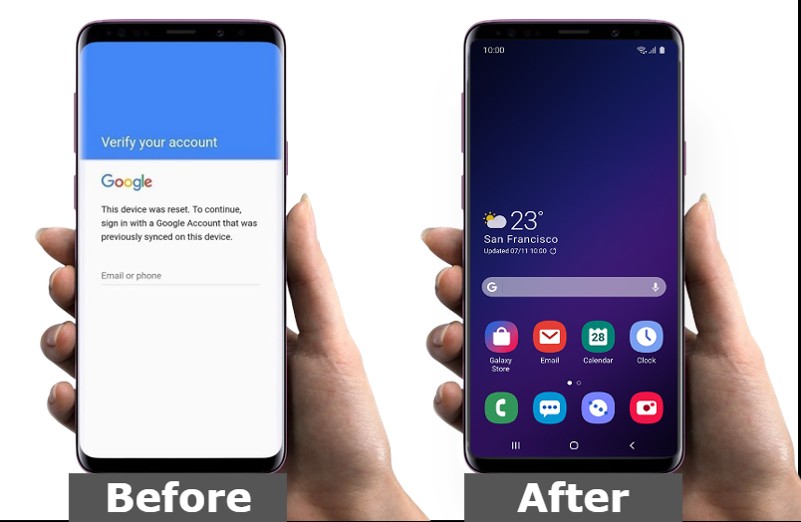 Verify your account
Google
This device was reset. To continue,
sign in with a Google Account that was
previously synced on this device.
Email or phone
Before
10:00
23°
San Francisco
Updated 07/11 10:00
G
Galaxy
Store
Email
28
Calendar
Clock
After